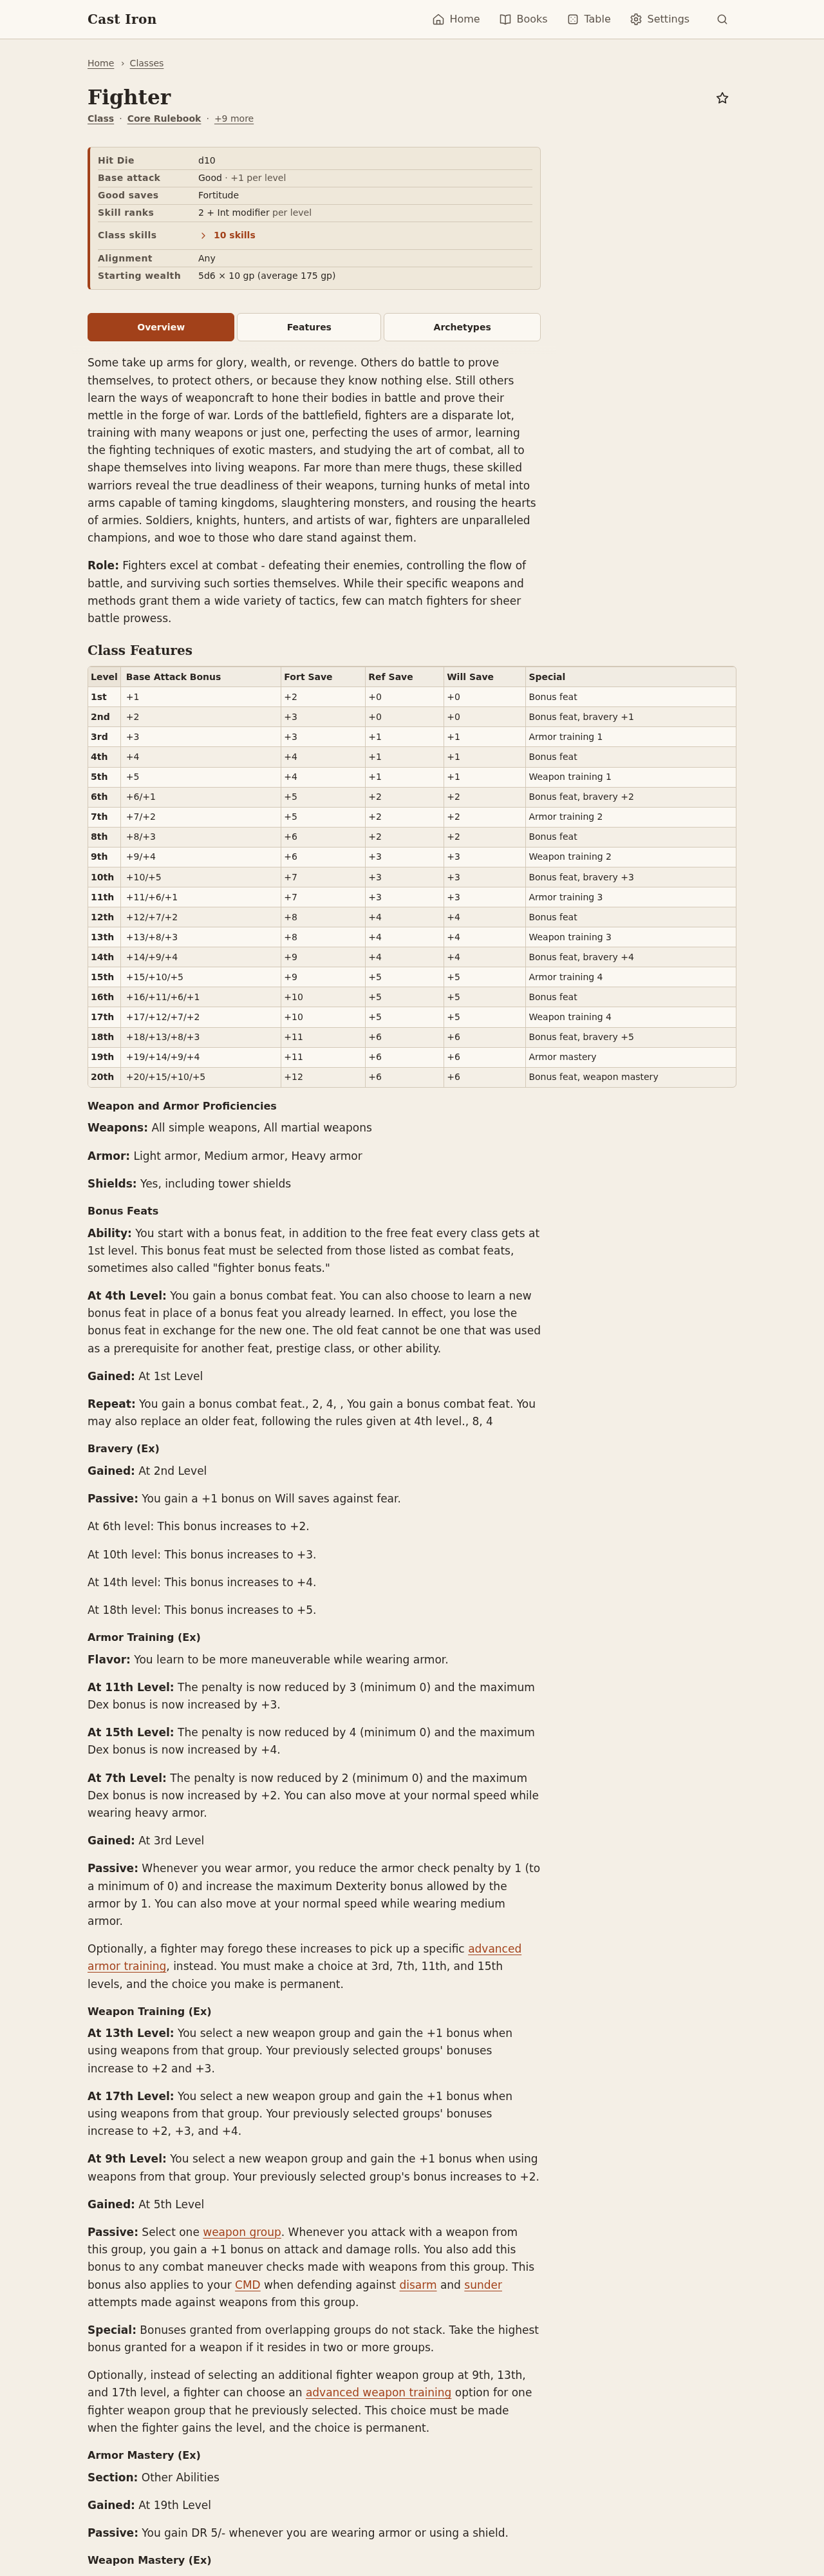 Cast Iron
Home Books Table Settings
Home › Classes
Fighter
Class · Core Rulebook · +9 more
Hit Die d10
Base attack Good · +1 per level
Good saves Fortitude
Skill ranks 2 + Int modifier per level
Class skills › 10 skills
Alignment Any
Starting wealth 5d6 × 10 gp (average 175 gp)
Overview Features Archetypes
Some take up arms for glory, wealth, or revenge. Others do battle to prove
themselves, to protect others, or because they know nothing else. Still others
learn the ways of weaponcraft to hone their bodies in battle and prove their
mettle in the forge of war. Lords of the battlefield, fighters are a disparate lot,
training with many weapons or just one, perfecting the uses of armor, learning
the fighting techniques of exotic masters, and studying the art of combat, all to
shape themselves into living weapons. Far more than mere thugs, these skilled
warriors reveal the true deadliness of their weapons, turning hunks of metal into
arms capable of taming kingdoms, slaughtering monsters, and rousing the hearts
of armies. Soldiers, knights, hunters, and artists of war, fighters are unparalleled
champions, and woe to those who dare stand against them.
Role: Fighters excel at combat - defeating their enemies, controlling the flow of
battle, and surviving such sorties themselves. While their specific weapons and
methods grant them a wide variety of tactics, few can match fighters for sheer
battle prowess.
Class Features
Level Base Attack Bonus Fort Save Ref Save Will Save Special
1st +1 +2 +0 +0 Bonus feat
2nd +2 +3 +0 +0 Bonus feat, bravery +1
3rd +3 +3 +1 +1 Armor training 1
4th +4 +4 +1 +1 Bonus feat
5th +5 +4 +1 +1 Weapon training 1
6th +6/+1 +5 +2 +2 Bonus feat, bravery +2
7th +7/+2 +5 +2 +2 Armor training 2
8th +8/+3 +6 +2 +2 Bonus feat
9th +9/+4 +6 +3 +3 Weapon training 2
10th +10/+5 +7 +3 +3 Bonus feat, bravery +3
11th +11/+6/+1 +7 +3 +3 Armor training 3
12th +12/+7/+2 +8 +4 +4 Bonus feat
13th +13/+8/+3 +8 +4 +4 Weapon training 3
14th +14/+9/+4 +9 +4 +4 Bonus feat, bravery +4
15th +15/+10/+5 +9 +5 +5 Armor training 4
16th +16/+11/+6/+1 +10 +5 +5 Bonus feat
17th +17/+12/+7/+2 +10 +5 +5 Weapon training 4
18th +18/+13/+8/+3 +11 +6 +6 Bonus feat, bravery +5
19th +19/+14/+9/+4 +11 +6 +6 Armor mastery
20th +20/+15/+10/+5 +12 +6 +6 Bonus feat, weapon mastery
Weapon and Armor Proficiencies
Weapons: All simple weapons, All martial weapons
Armor: Light armor, Medium armor, Heavy armor
Shields: Yes, including tower shields
Bonus Feats
Ability: You start with a bonus feat, in addition to the free feat every class gets at
1st level. This bonus feat must be selected from those listed as combat feats,
sometimes also called "fighter bonus feats."
At 4th Level: You gain a bonus combat feat. You can also choose to learn a new
bonus feat in place of a bonus feat you already learned. In effect, you lose the
bonus feat in exchange for the new one. The old feat cannot be one that was used
as a prerequisite for another feat, prestige class, or other ability.
Gained: At 1st Level
Repeat: You gain a bonus combat feat., 2, 4, , You gain a bonus combat feat. You
may also replace an older feat, following the rules given at 4th level., 8, 4
Bravery (Ex)
Gained: At 2nd Level
Passive: You gain a +1 bonus on Will saves against fear.
At 6th level: This bonus increases to +2.
At 10th level: This bonus increases to +3.
At 14th level: This bonus increases to +4.
At 18th level: This bonus increases to +5.
Armor Training (Ex)
Flavor: You learn to be more maneuverable while wearing armor.
At 11th Level: The penalty is now reduced by 3 (minimum 0) and the maximum
Dex bonus is now increased by +3.
At 15th Level: The penalty is now reduced by 4 (minimum 0) and the maximum
Dex bonus is now increased by +4.
At 7th Level: The penalty is now reduced by 2 (minimum 0) and the maximum
Dex bonus is now increased by +2. You can also move at your normal speed while
wearing heavy armor.
Gained: At 3rd Level
Passive: Whenever you wear armor, you reduce the armor check penalty by 1 (to
a minimum of 0) and increase the maximum Dexterity bonus allowed by the
armor by 1. You can also move at your normal speed while wearing medium
armor.
Optionally, a fighter may forego these increases to pick up a specific advanced
armor training, instead. You must make a choice at 3rd, 7th, 11th, and 15th
levels, and the choice you make is permanent.
Weapon Training (Ex)
At 13th Level: You select a new weapon group and gain the +1 bonus when
using weapons from that group. Your previously selected groups' bonuses
increase to +2 and +3.
At 17th Level: You select a new weapon group and gain the +1 bonus when
using weapons from that group. Your previously selected groups' bonuses
increase to +2, +3, and +4.
At 9th Level: You select a new weapon group and gain the +1 bonus when using
weapons from that group. Your previously selected group's bonus increases to +2.
Gained: At 5th Level
Passive: Select one weapon group. Whenever you attack with a weapon from
this group, you gain a +1 bonus on attack and damage rolls. You also add this
bonus to any combat maneuver checks made with weapons from this group. This
bonus also applies to your CMD when defending against disarm and sunder
attempts made against weapons from this group.
Special: Bonuses granted from overlapping groups do not stack. Take the highest
bonus granted for a weapon if it resides in two or more groups.
Optionally, instead of selecting an additional fighter weapon group at 9th, 13th,
and 17th level, a fighter can choose an advanced weapon training option for one
fighter weapon group that he previously selected. This choice must be made
when the fighter gains the level, and the choice is permanent.
Armor Mastery (Ex)
Section: Other Abilities
Gained: At 19th Level
Passive: You gain DR 5/- whenever you are wearing armor or using a shield.
Weapon Mastery (Ex)